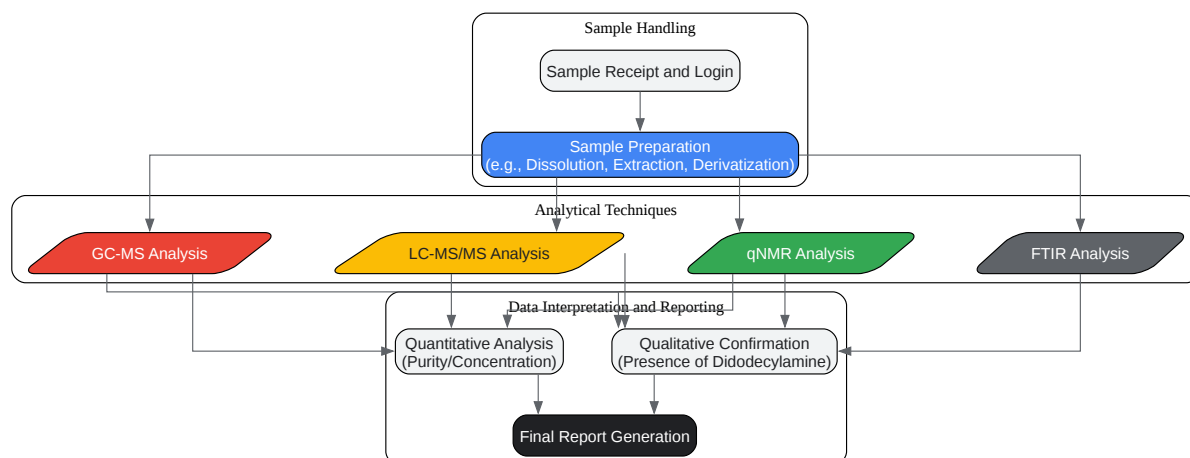 Sample Handling
Sample Receipt and Login
Sample Preparation
(e.g., Dissolution, Extraction, Derivatization)
Analytical Techniques
GC-MS Analysis
LC-MS/MS Analysis
qNMR Analysis
FTIR Analysis
Data Interpretation and Reporting
Quantitative Analysis
(Purity/Concentration)
Qualitative Confirmation
(Presence of Didodecylamine)
Final Report Generation